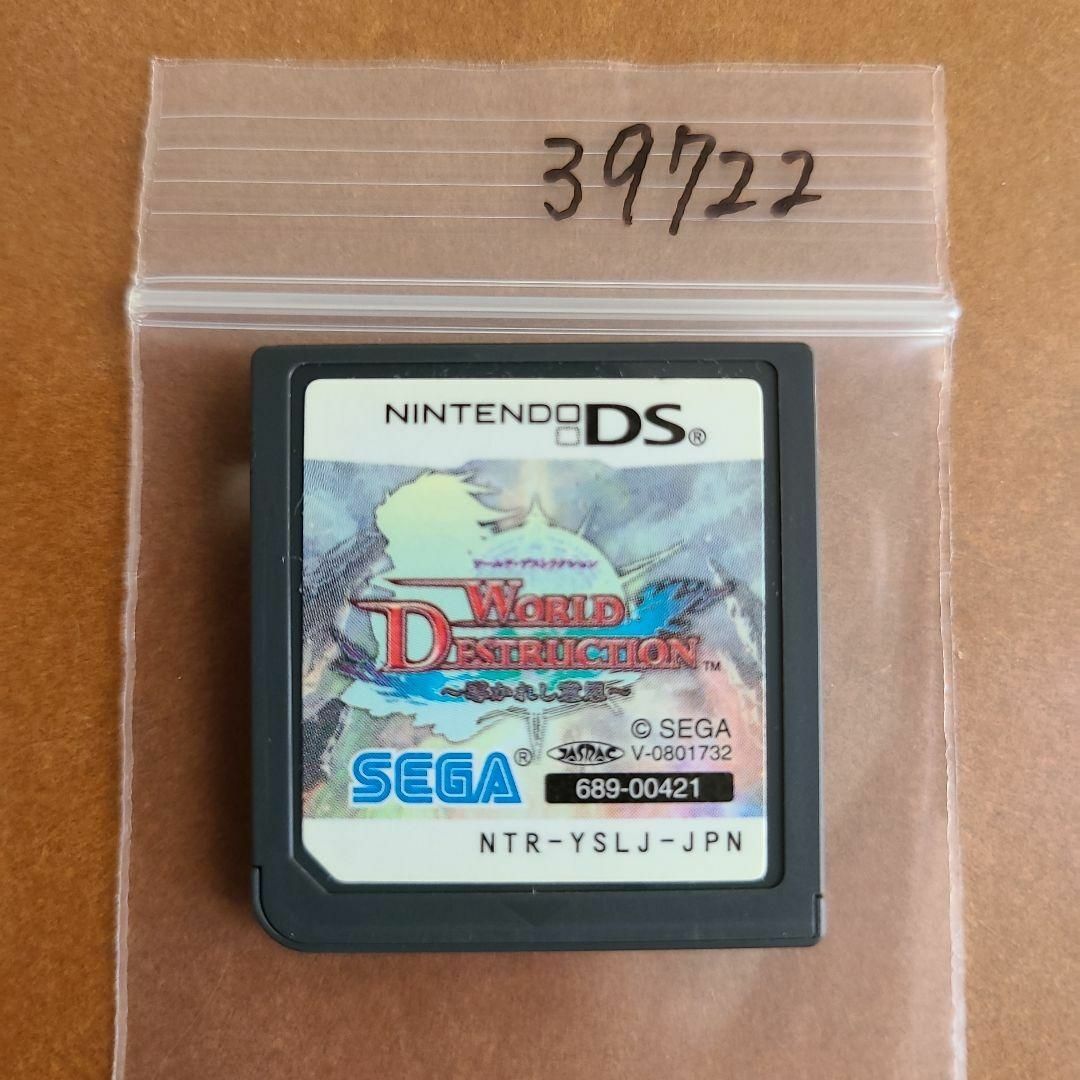 39722
NINTENDO DS®
ワールド・デストラクション
WORLD
DESTRUCTION™
〜導かれし意思〜
© SEGA
SEGA® JASRAC V-0801732
689-00421
NTR-YSLJ-JPN